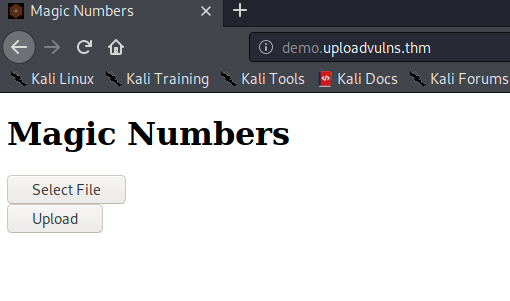 Magic Numbers
demo.uploadvulns.thm
Kali Linux Kali Training Kali Tools Kali Docs Kali Forums
Magic Numbers
Select File
Upload